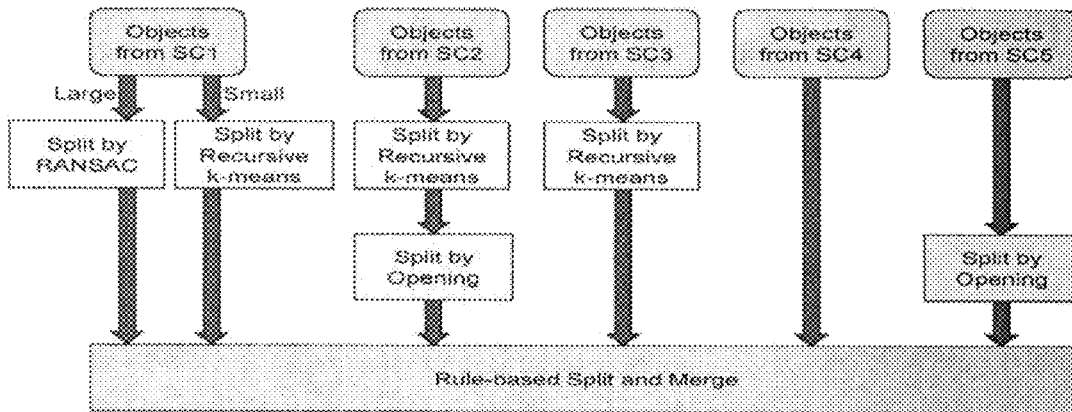 Objects
from SC1
Objects
from SC2
Objects
from SC3
Objects
from SC4
Objects
from SC5
Large
Small
Split by
RANSAC
Split by
Recursive
k-means
Split by
Recursive
k-means
Split by
Recursive
k-means
Split by
Opening
Split by
Opening
Rule-based Split and Merge